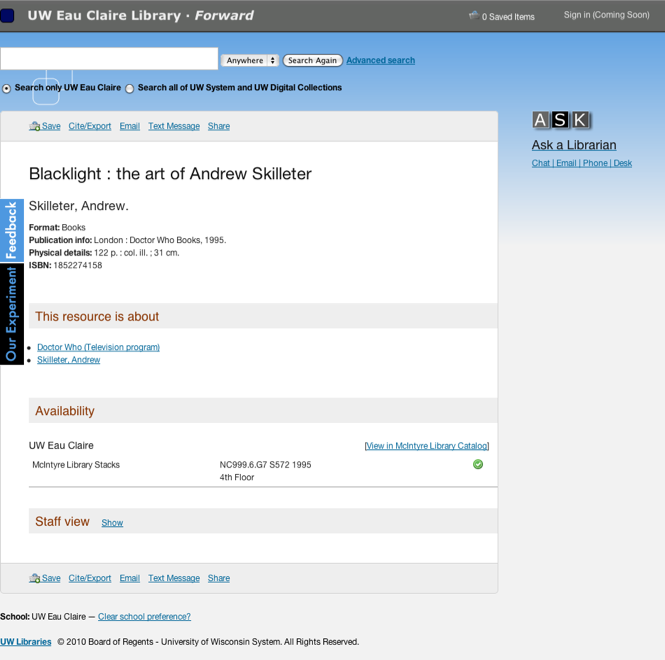 UW Eau Claire Library · Forward
0 Saved Items
Sign in (Coming Soon)
Anywhere Search Again Advanced search
Search only UW Eau Claire Search all of UW System and UW Digital Collections
Save Cite/Export Email Text Message Share
ASK
Ask a Librarian
Chat | Email | Phone | Desk
Blacklight : the art of Andrew Skilleter
Skilleter, Andrew.
Format: Books
Publication info: London : Doctor Who Books, 1995.
Physical details: 122 p. : col. ill. ; 31 cm.
ISBN: 1852274158
Feedback
Our Experiment
This resource is about
Doctor Who (Television program)
Skilleter, Andrew
Availability
UW Eau Claire [View in McIntyre Library Catalog]
McIntyre Library Stacks NC999.6.G7 S572 1995
4th Floor
Staff view Show
Save Cite/Export Email Text Message Share
School: UW Eau Claire — Clear school preference?
UW Libraries © 2010 Board of Regents - University of Wisconsin System. All Rights Reserved.